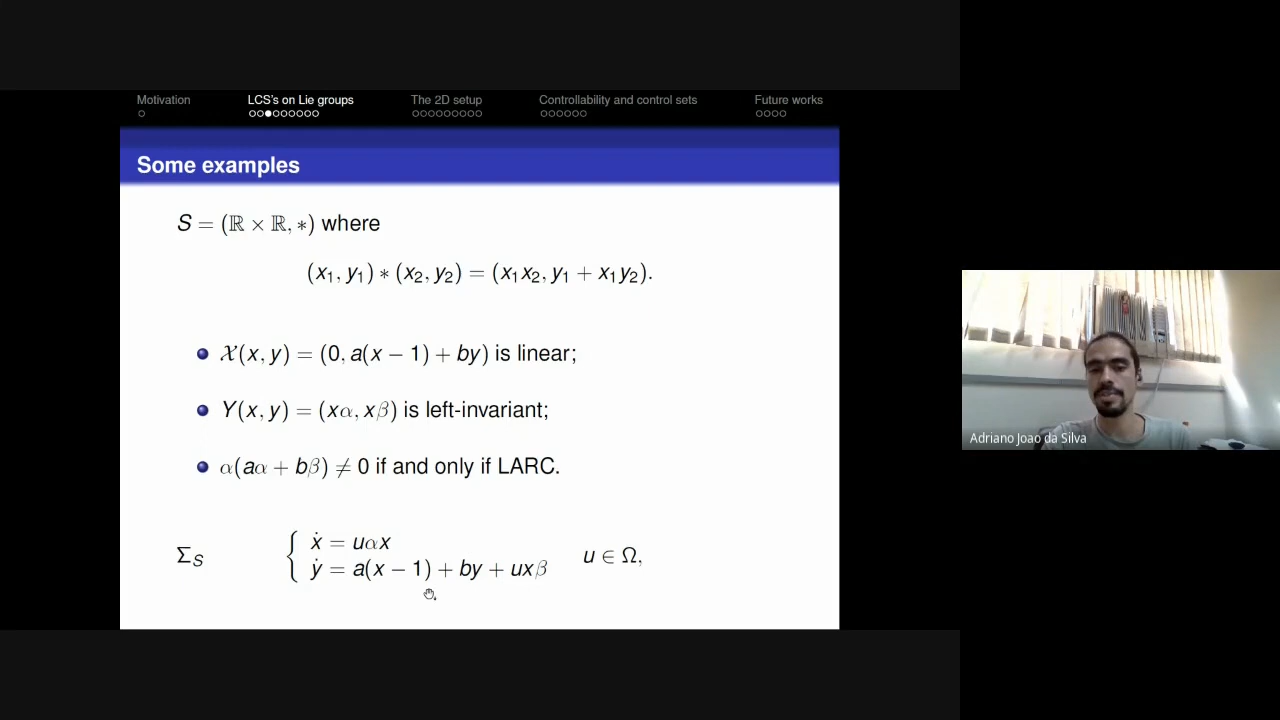 Motivation LCS's on Lie groups The 2D setup Controllability and control sets Future works
Some examples
S = (ℝ × ℝ, *) where
(x₁, y₁) * (x₂, y₂) = (x₁x₂, y₁ + x₁y₂).
𝒳(x, y) = (0, a(x − 1) + by) is linear;
Y(x, y) = (xα, xβ) is left-invariant;
α(aα + bβ) ≠ 0 if and only if LARC.
Σ_S { ẋ = uαx
ẏ = a(x − 1) + by + uxβ u ∈ Ω,
Adriano Joao da Silva